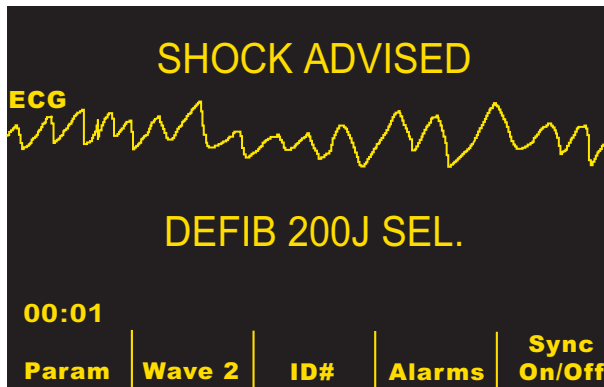 SHOCK ADVISED
ECG
DEFIB 200J SEL.
00:01
Sync
Param Wave 2 ID# Alarms On/Off